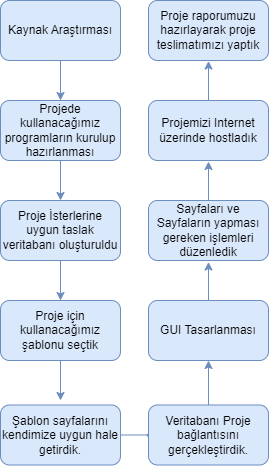 Kaynak Araştırması
Projede
kullanacağımız
programların kurulup
hazırlanması
Proje İsterlerine
uygun taslak
veritabanı oluşturuldu
Proje için
kullanacağımız
şablonu seçtik
Şablon sayfalarını
kendimize uygun hale
getirdik.
Veritabanı Proje
bağlantısını
gerçekleştirdik.
GUI Tasarlanması
Sayfaları ve
Sayfaların yapması
gereken işlemleri
düzenledik
Projemizi Internet
üzerinde hostladık
Proje raporumuzu
hazırlayarak proje
teslimatımızı yaptık